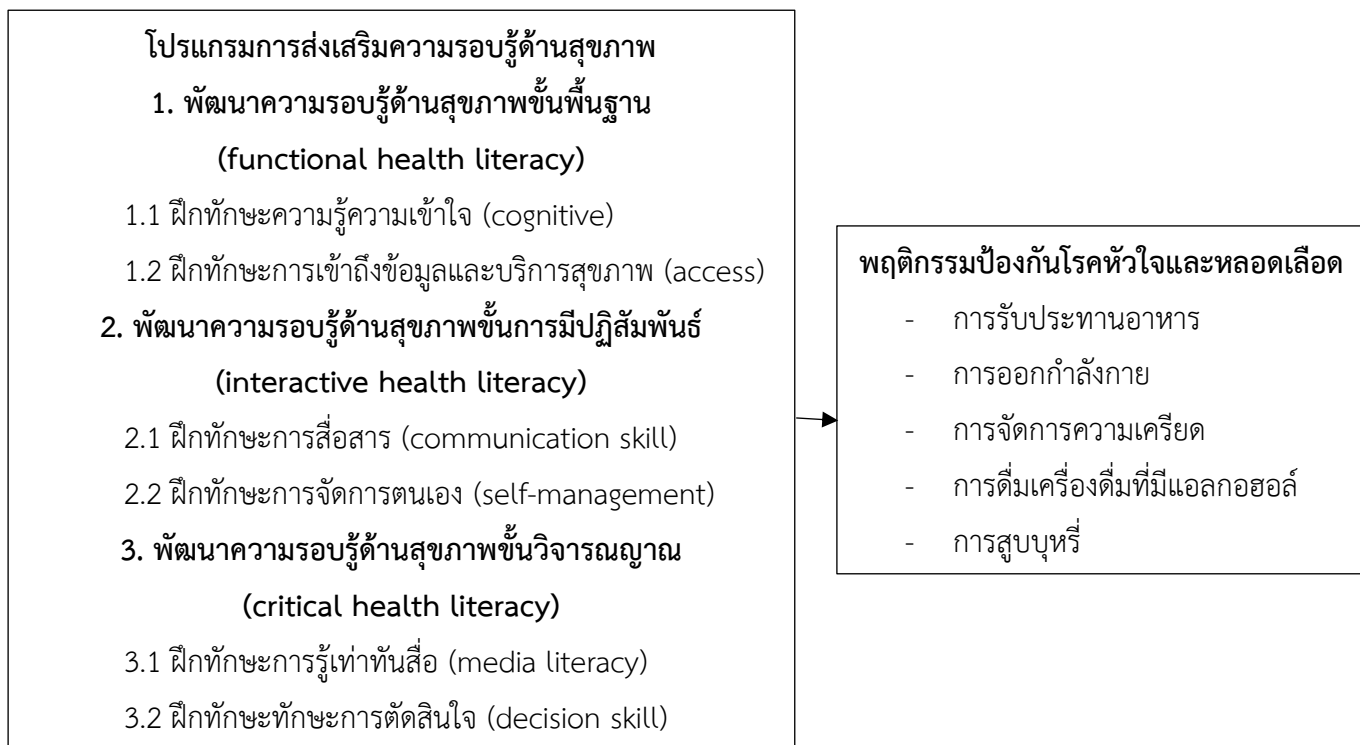 โปรแกรมการส่งเสริมความรอบรู้ด้านสุขภาพ
1. พัฒนาความรอบรู้ด้านสุขภาพขั้นพื้นฐาน
(functional health literacy)
1.1 ฝึกทักษะความรู้ความเข้าใจ (cognitive)
1.2 ฝึกทักษะการเข้าถึงข้อมูลและบริการสุขภาพ (access)
2. พัฒนาความรอบรู้ด้านสุขภาพขั้นการมีปฏิสัมพันธ์
(interactive health literacy)
2.1 ฝึกทักษะการสื่อสาร (communication skill)
2.2 ฝึกทักษะการจัดการตนเอง (self-management)
3. พัฒนาความรอบรู้ด้านสุขภาพขั้นวิจารณญาณ
(critical health literacy)
3.1 ฝึกทักษะการรู้เท่าทันสื่อ (media literacy)
3.2 ฝึกทักษะทักษะการตัดสินใจ (decision skill)
พฤติกรรมป้องกันโรคหัวใจและหลอดเลือด
- การรับประทานอาหาร
- การออกกำลังกาย
- การจัดการความเครียด
- การดื่มเครื่องดื่มที่มีแอลกอฮอล์
- การสูบบุหรี่